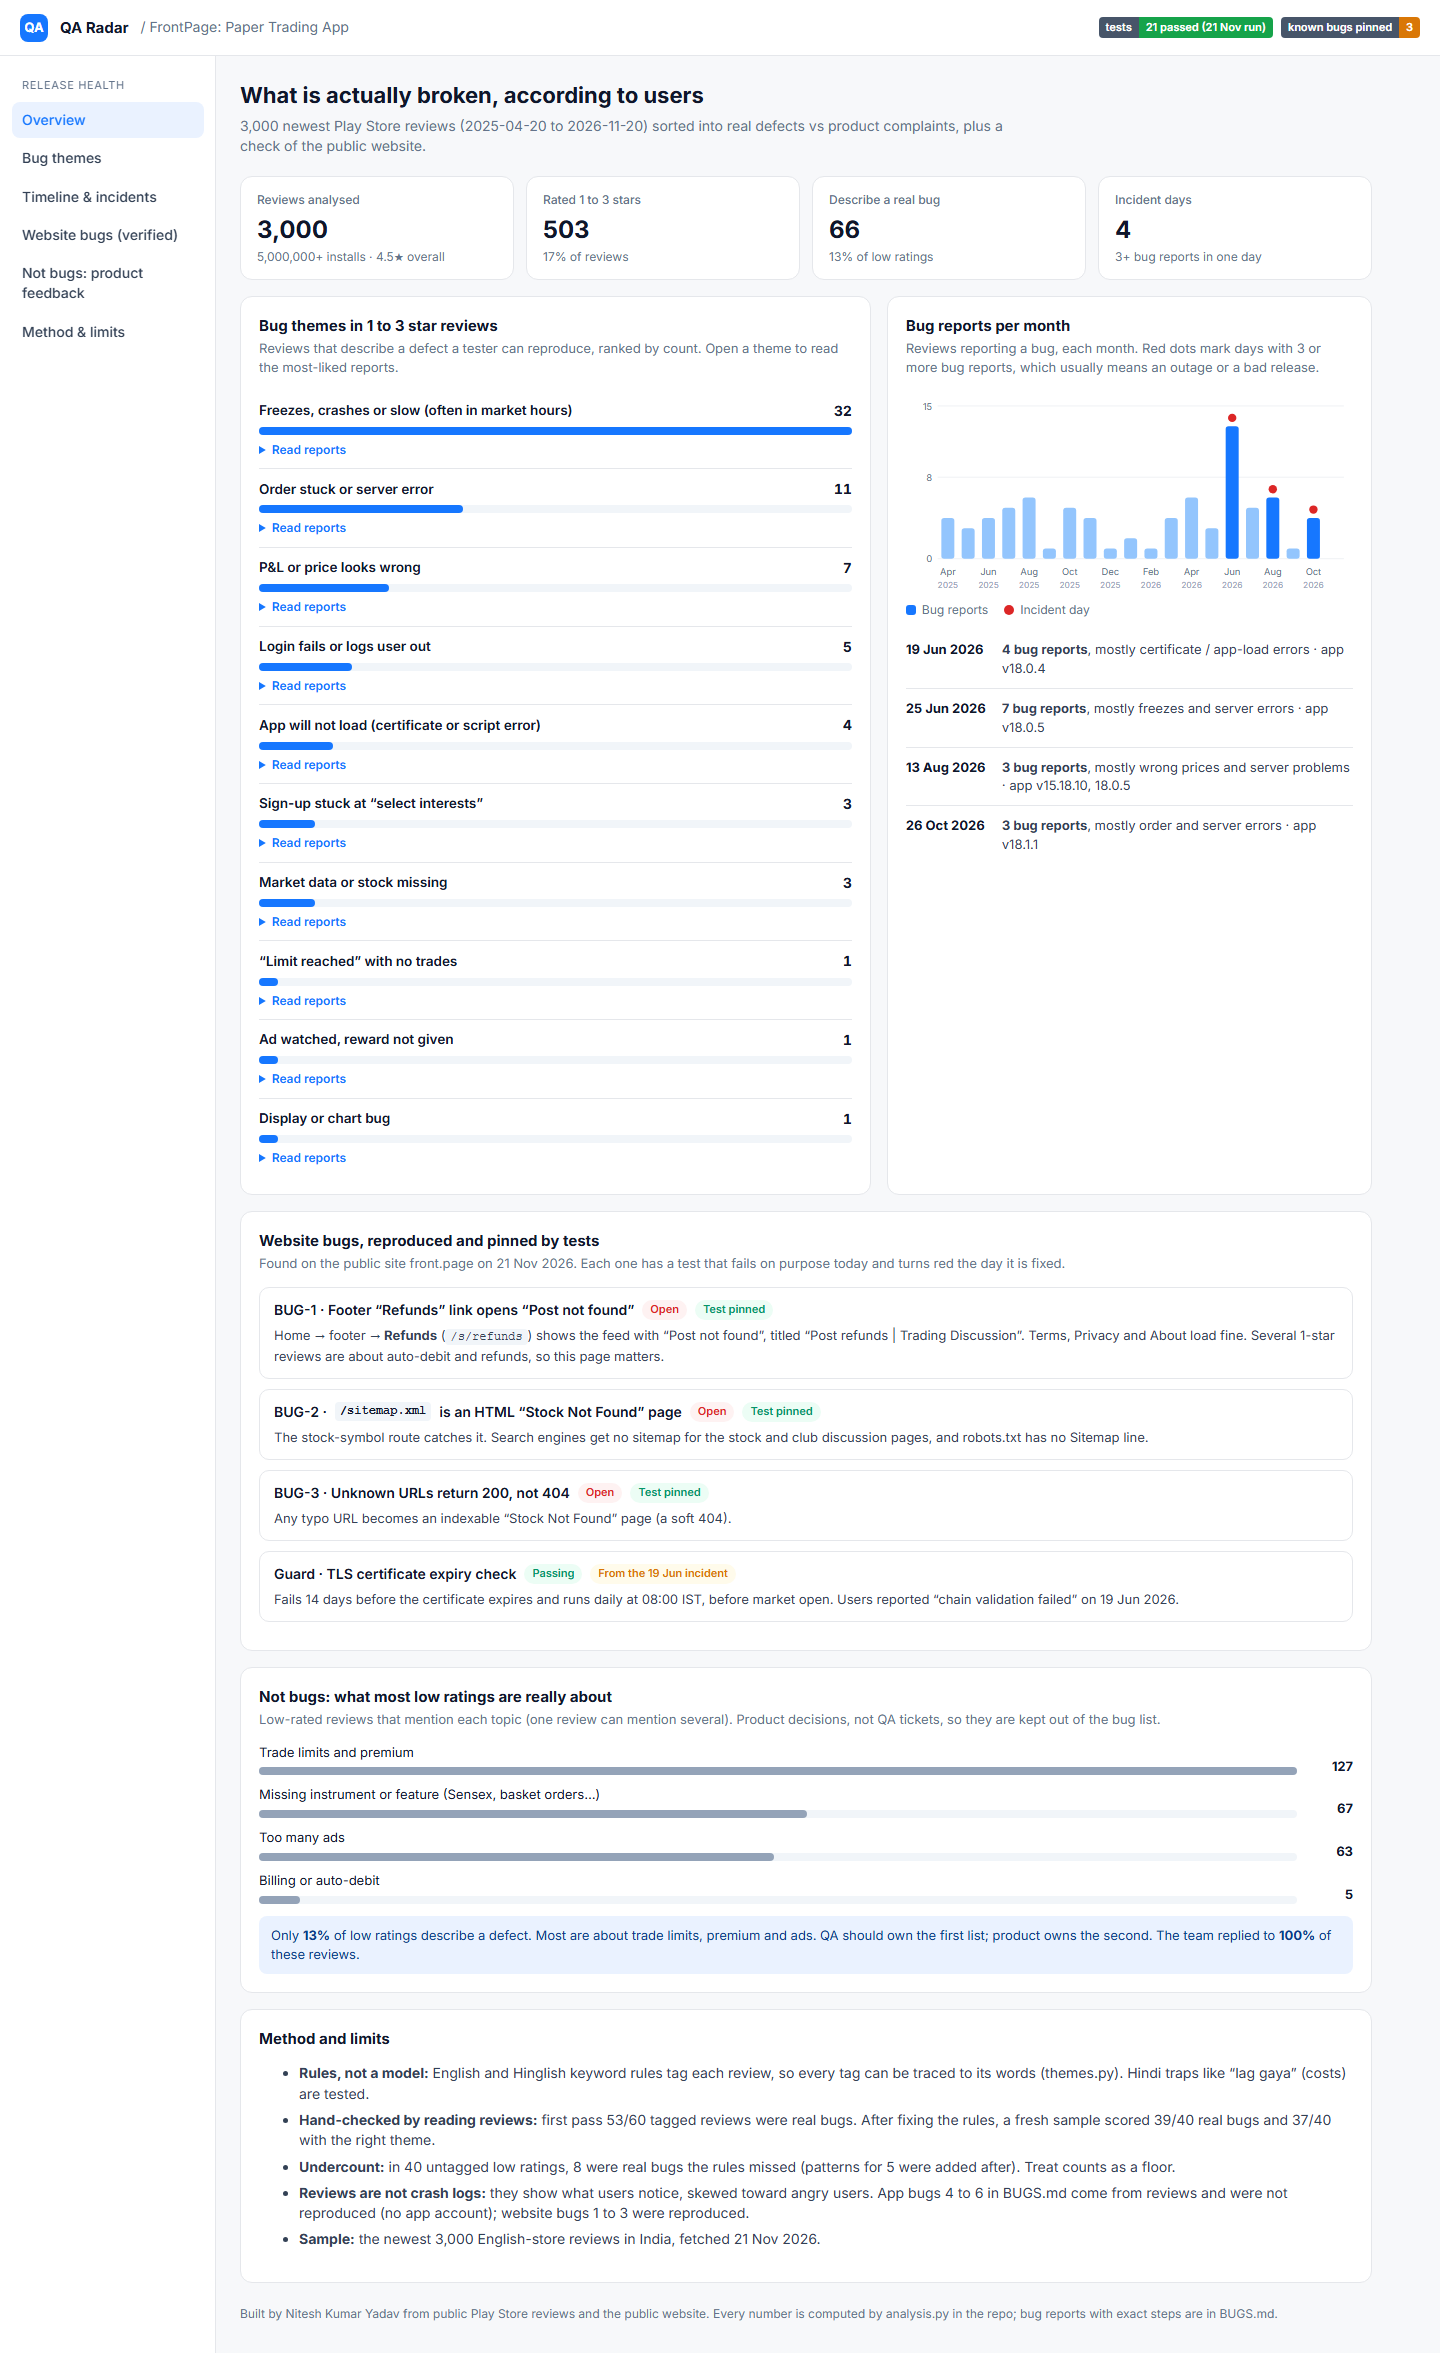 QA QA Radar / FrontPage: Paper Trading App
tests 21 passed (21 Nov run) known bugs pinned 3
RELEASE HEALTH
Overview
Bug themes
Timeline & incidents
Website bugs (verified)
Not bugs: product
feedback
Method & limits
What is actually broken, according to users
3,000 newest Play Store reviews (2025-04-20 to 2026-11-20) sorted into real defects vs product complaints, plus a
check of the public website.
Reviews analysed
3,000
5,000,000+ installs · 4.5★ overall
Rated 1 to 3 stars
503
17% of reviews
Describe a real bug
66
13% of low ratings
Incident days
4
3+ bug reports in one day
Bug themes in 1 to 3 star reviews
Reviews that describe a defect a tester can reproduce, ranked by count. Open a theme to read
the most-liked reports.
Freezes, crashes or slow (often in market hours) 32
▶ Read reports
Order stuck or server error 11
▶ Read reports
P&L or price looks wrong 7
▶ Read reports
Login fails or logs user out 5
▶ Read reports
App will not load (certificate or script error) 4
▶ Read reports
Sign-up stuck at “select interests” 3
▶ Read reports
Market data or stock missing 3
▶ Read reports
“Limit reached” with no trades 1
▶ Read reports
Ad watched, reward not given 1
▶ Read reports
Display or chart bug 1
▶ Read reports
Bug reports per month
Reviews reporting a bug, each month. Red dots mark days with 3 or
more bug reports, which usually means an outage or a bad release.
15
8
0
Apr Jun Aug Oct Dec Feb Apr Jun Aug Oct
2025 2025 2025 2025 2025 2026 2026 2026 2026 2026
Bug reports Incident day
19 Jun 2026 4 bug reports, mostly certificate / app-load errors · app
v18.0.4
25 Jun 2026 7 bug reports, mostly freezes and server errors · app
v18.0.5
13 Aug 2026 3 bug reports, mostly wrong prices and server problems
· app v15.18.10, 18.0.5
26 Oct 2026 3 bug reports, mostly order and server errors · app
v18.1.1
Website bugs, reproduced and pinned by tests
Found on the public site front.page on 21 Nov 2026. Each one has a test that fails on purpose today and turns red the day it is fixed.
BUG-1 · Footer “Refunds” link opens “Post not found” Open Test pinned
Home → footer → Refunds ( /s/refunds ) shows the feed with “Post not found”, titled “Post refunds | Trading Discussion”. Terms, Privacy and About load fine. Several 1-star
reviews are about auto-debit and refunds, so this page matters.
BUG-2 · /sitemap.xml is an HTML “Stock Not Found” page Open Test pinned
The stock-symbol route catches it. Search engines get no sitemap for the stock and club discussion pages, and robots.txt has no Sitemap line.
BUG-3 · Unknown URLs return 200, not 404 Open Test pinned
Any typo URL becomes an indexable “Stock Not Found” page (a soft 404).
Guard · TLS certificate expiry check Passing From the 19 Jun incident
Fails 14 days before the certificate expires and runs daily at 08:00 IST, before market open. Users reported “chain validation failed” on 19 Jun 2026.
Not bugs: what most low ratings are really about
Low-rated reviews that mention each topic (one review can mention several). Product decisions, not QA tickets, so they are kept out of the bug list.
Trade limits and premium
127
Missing instrument or feature (Sensex, basket orders...)
67
Too many ads
63
Billing or auto-debit
5
Only 13% of low ratings describe a defect. Most are about trade limits, premium and ads. QA should own the first list; product owns the second. The team replied to 100% of
these reviews.
Method and limits
• Rules, not a model: English and Hinglish keyword rules tag each review, so every tag can be traced to its words (themes.py). Hindi traps like “lag gaya” (costs)
are tested.
• Hand-checked by reading reviews: first pass 53/60 tagged reviews were real bugs. After fixing the rules, a fresh sample scored 39/40 real bugs and 37/40
with the right theme.
• Undercount: in 40 untagged low ratings, 8 were real bugs the rules missed (patterns for 5 were added after). Treat counts as a floor.
• Reviews are not crash logs: they show what users notice, skewed toward angry users. App bugs 4 to 6 in BUGS.md come from reviews and were not
reproduced (no app account); website bugs 1 to 3 were reproduced.
• Sample: the newest 3,000 English-store reviews in India, fetched 21 Nov 2026.
Built by Nitesh Kumar Yadav from public Play Store reviews and the public website. Every number is computed by analysis.py in the repo; bug reports with exact steps are in BUGS.md.